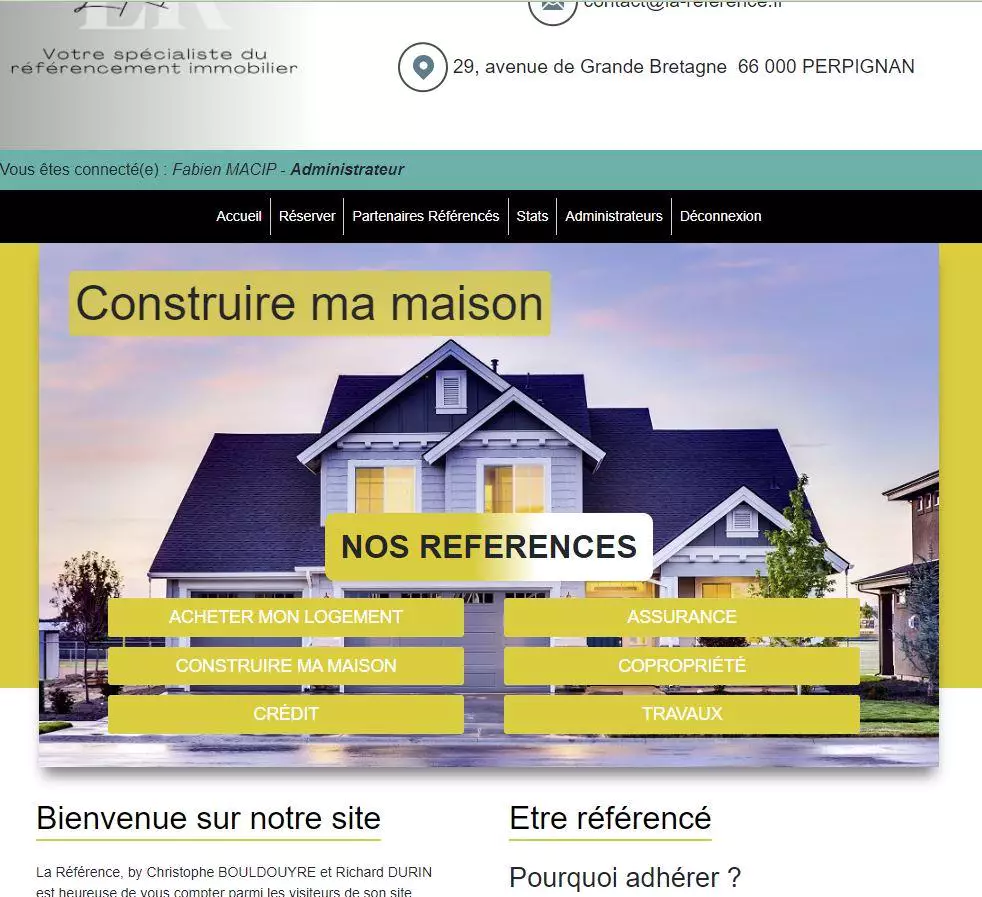 contact@la-reference.fr
LR
Votre spécialiste du
référencement immobilier
29, avenue de Grande Bretagne 66 000 PERPIGNAN
Vous êtes connecté(e) : Fabien MACIP - Administrateur
Accueil Réserver Partenaires Référencés Stats Administrateurs Déconnexion
Construire ma maison
NOS REFERENCES
ACHETER MON LOGEMENT ASSURANCE
CONSTRUIRE MA MAISON COPROPRIÉTÉ
CRÉDIT TRAVAUX
Bienvenue sur notre site
La Référence, by Christophe BOULDOUYRE et Richard DURIN
est heureuse de vous compter parmi les visiteurs de son site
Etre référencé
Pourquoi adhérer ?